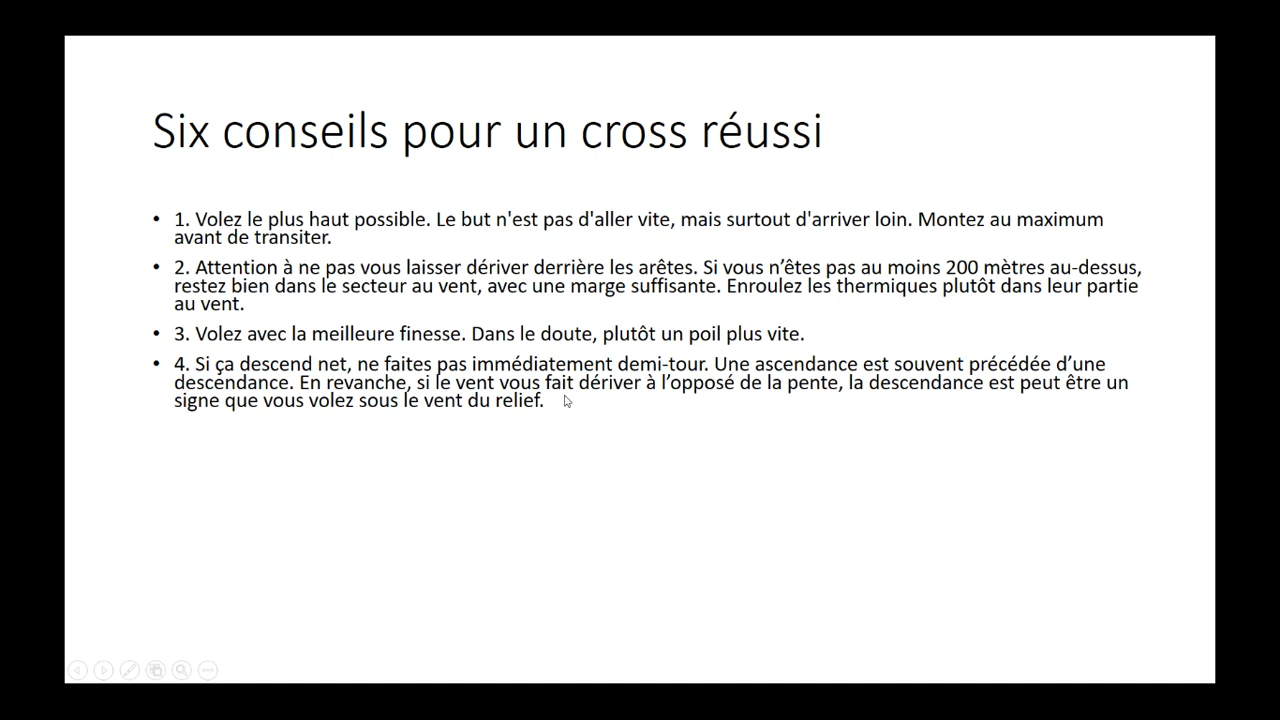 Six conseils pour un cross réussi
• 1. Volez le plus haut possible. Le but n'est pas d'aller vite, mais surtout d'arriver loin. Montez au maximum
avant de transiter.
• 2. Attention à ne pas vous laisser dériver derrière les arêtes. Si vous n’êtes pas au moins 200 mètres au-dessus,
restez bien dans le secteur au vent, avec une marge suffisante. Enroulez les thermiques plutôt dans leur partie
au vent.
• 3. Volez avec la meilleure finesse. Dans le doute, plutôt un poil plus vite.
• 4. Si ça descend net, ne faites pas immédiatement demi-tour. Une ascendance est souvent précédée d’une
descendance. En revanche, si le vent vous fait dériver à l’opposé de la pente, la descendance est peut être un
signe que vous volez sous le vent du relief.